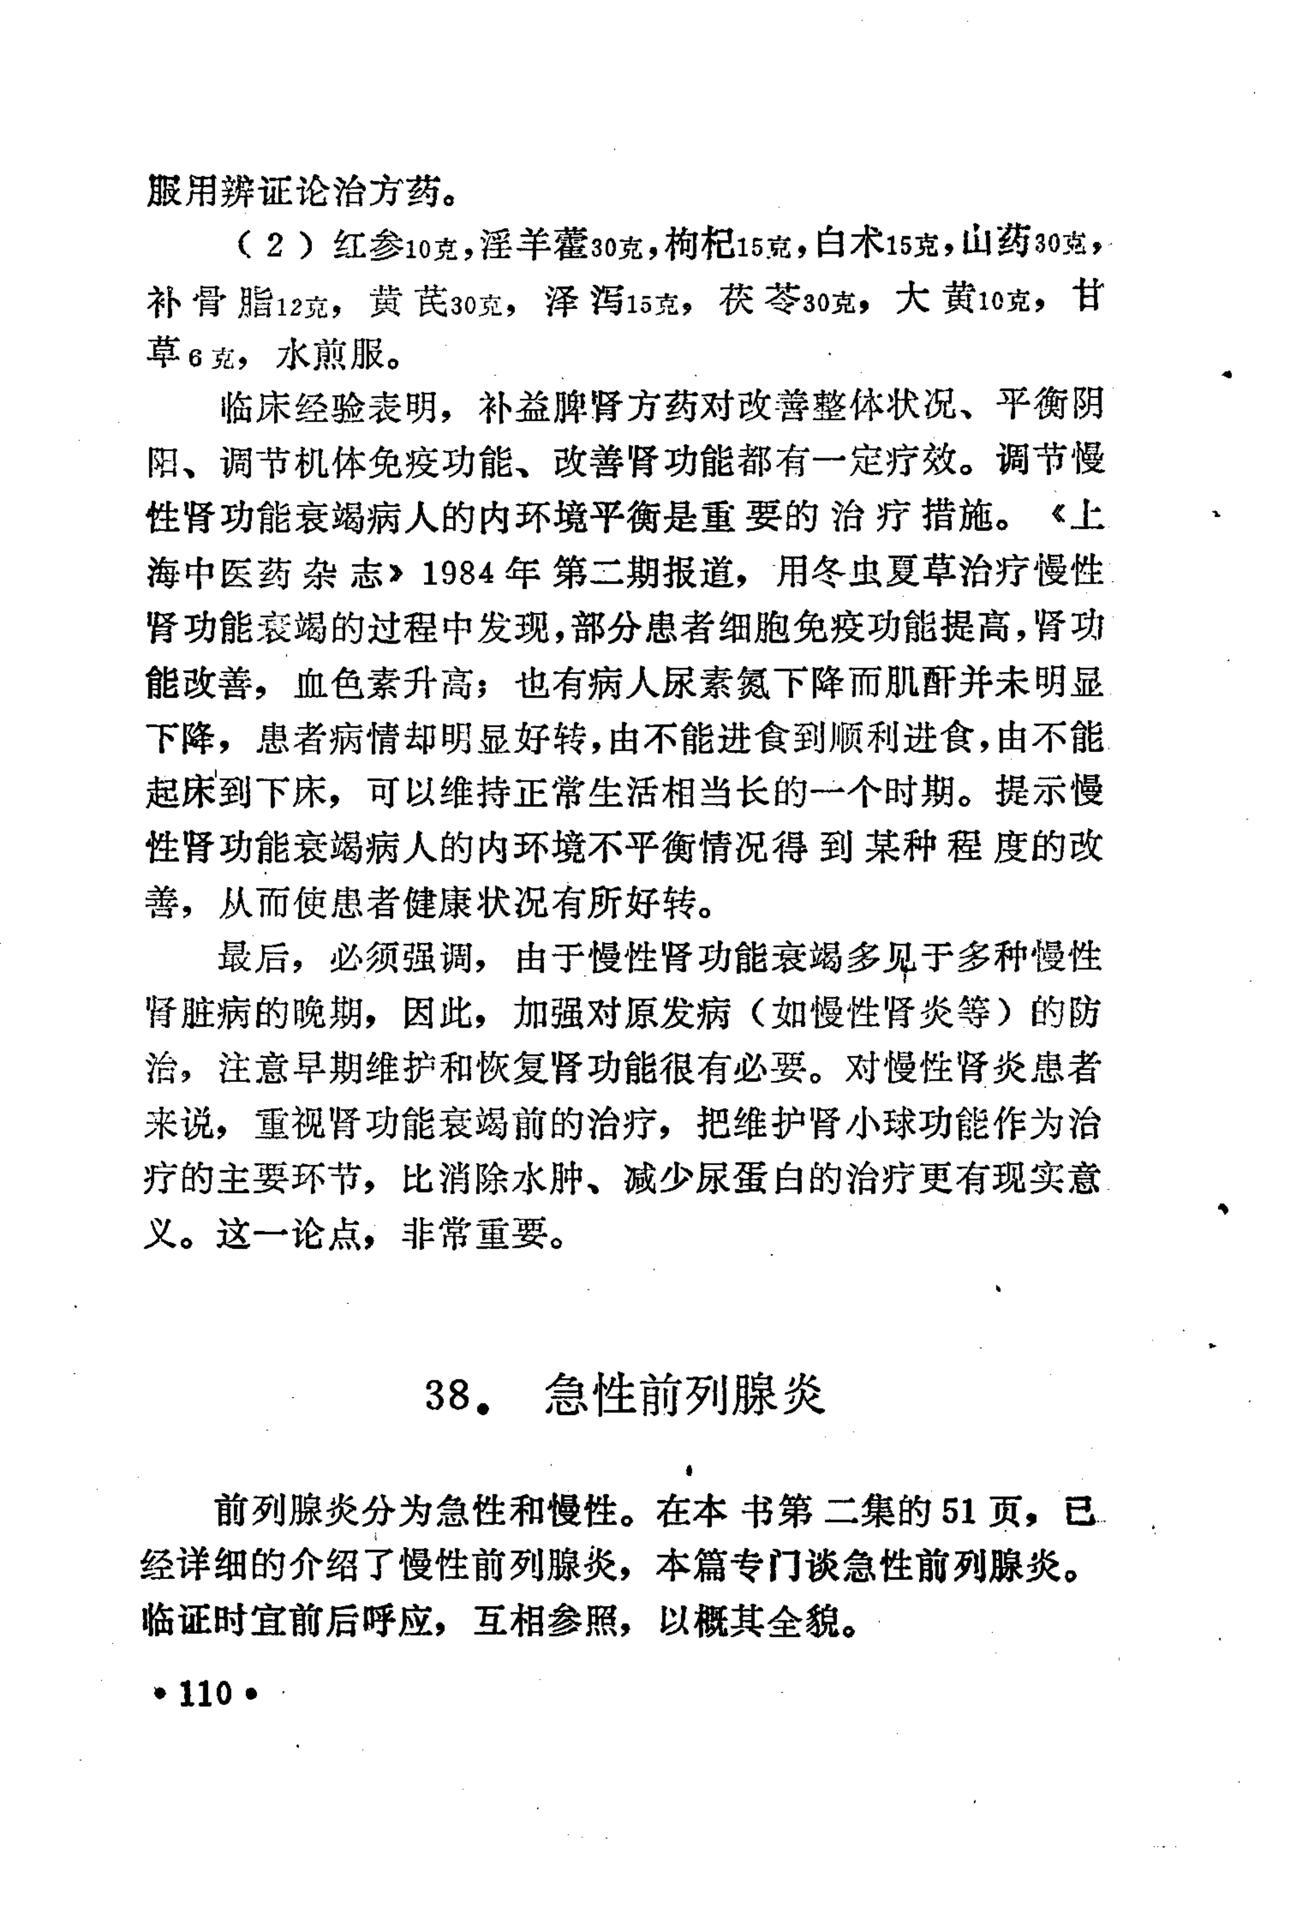 服用辨证论治方药。
（2）红参10克，淫羊藿30克，枸杞15克，白术15克，山药30克，
补骨脂12克，黄芪30克，泽泻15克，茯苓30克，大黄10克，甘
草6克，水煎服。
临床经验表明，补益脾肾方药对改善整体状况、平衡阴
阳、调节机体免疫功能、改善肾功能都有一定疗效。调节慢
性肾功能衰竭病人的内环境平衡是重要的治疗措施。《上
海中医药杂志》1984年第二期报道，用冬虫夏草治疗慢性
肾功能衰竭的过程中发现，部分患者细胞免疫功能提高，肾功
能改善，血色素升高；也有病人尿素氮下降而肌酐并未明显
下降，患者病情却明显好转，由不能进食到顺利进食，由不能
起床到下床，可以维持正常生活相当长的一个时期。提示慢
性肾功能衰竭病人的内环境不平衡情况得到某种程度的改
善，从而使患者健康状况有所好转。
最后，必须强调，由于慢性肾功能衰竭多见于多种慢性
肾脏病的晚期，因此，加强对原发病（如慢性肾炎等）的防
治，注意早期维护和恢复肾功能很有必要。对慢性肾炎患者
来说，重视肾功能衰竭前的治疗，把维护肾小球功能作为治
疗的主要环节，比消除水肿、减少尿蛋白的治疗更有现实意
义。这一论点，非常重要。
38．急性前列腺炎
前列腺炎分为急性和慢性。在本书第二集的51页，已
经详细的介绍了慢性前列腺炎，本篇专门谈急性前列腺炎。
临证时宜前后呼应，互相参照，以概其全貌。
•110•